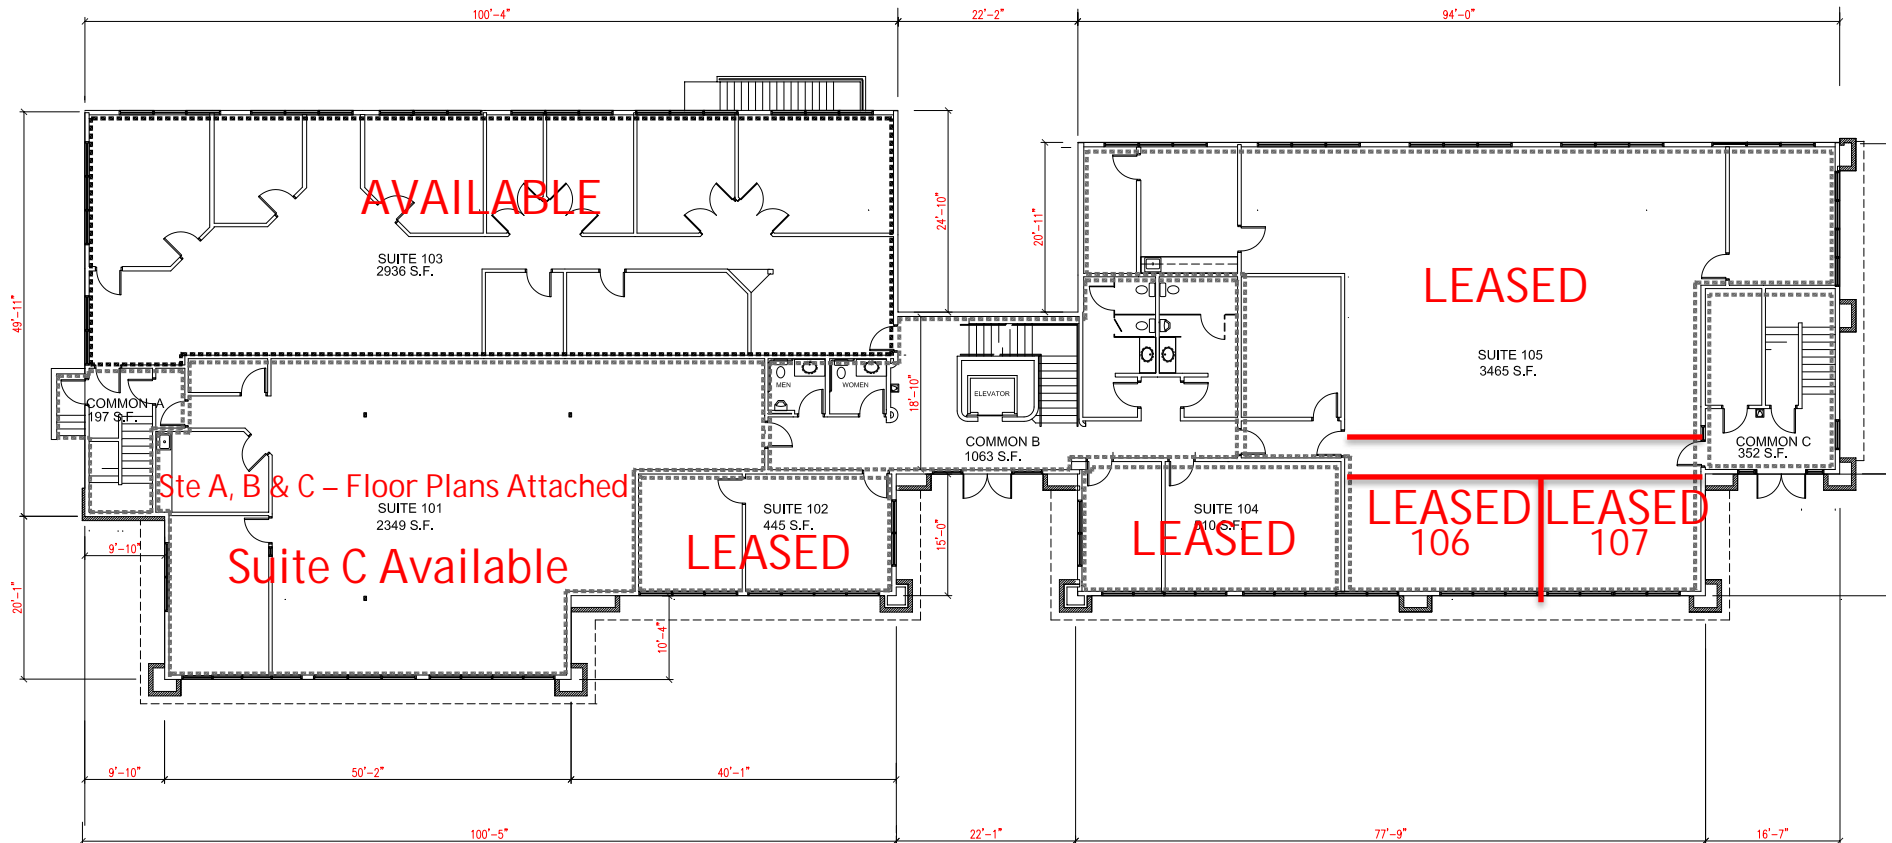 100'-4"
22'-2"
94'-0"
49'-11"
24'-10"
20'-11"
AVAILABLE
SUITE 103
2936 S.F.
LEASED
SUITE 105
3465 S.F.
MEN
WOMEN
18'-10"
ELEVATOR
COMMON A
197 S.F.
COMMON B
1063 S.F.
COMMON C
352 S.F.
Ste A, B & C – Floor Plans Attached
SUITE 101
2349 S.F.
Suite C Available
SUITE 102
445 S.F.
LEASED
15'-0"
SUITE 104
LEASED
LEASED
106
LEASED
107
9'-10"
20'-1"
10'-4"
9'-10"
50'-2"
40'-1"
100'-5"
22'-1"
77'-9"
16'-7"